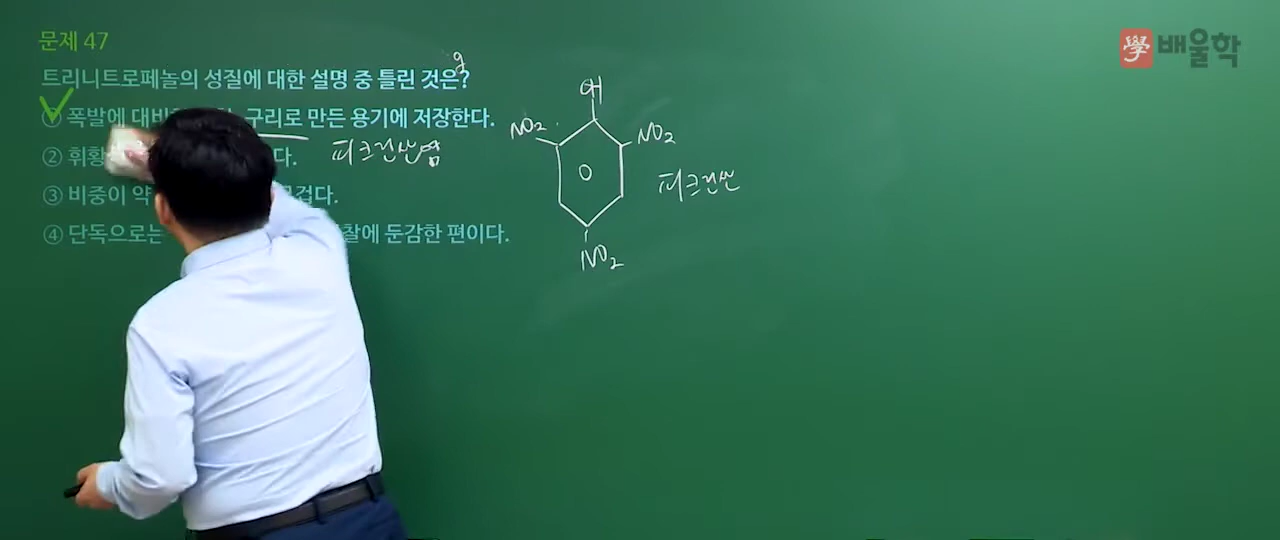 문제 47
學 배울학
트리니트로페놀의 성질에 대한 설명 중 틀린 것은?
① 폭발에 대비 구리로 만든 용기에 저장한다.
② 휘황 다.
③ 비중이 약 겁다.
④ 단독으로는 찰에 둔감한 편이다.
피크린산염
OH
NO2
NO2
피크린산
NO2